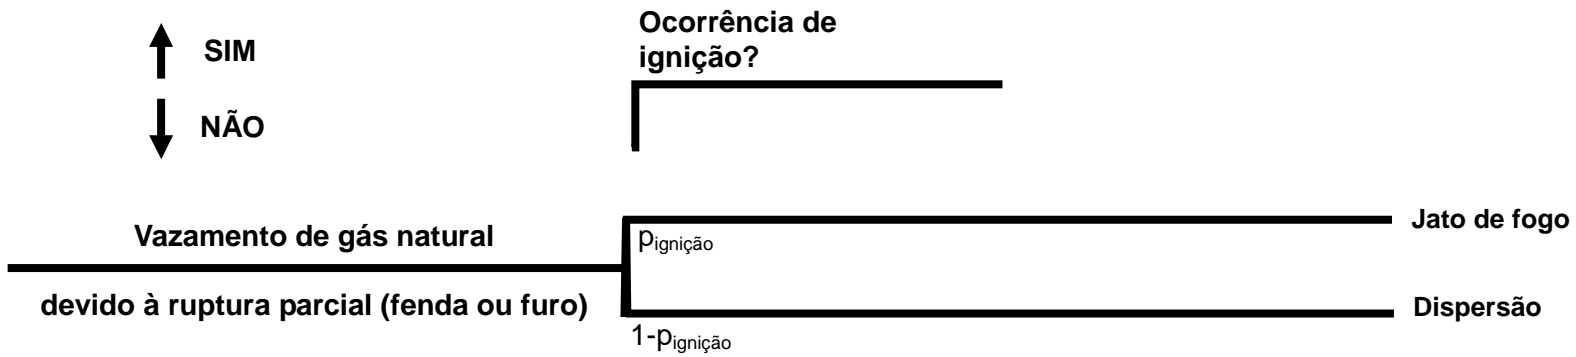 Ocorrência de
ignição?
SIM
NÃO
Vazamento de gás natural
devido à ruptura parcial (fenda ou furo)
pignição
1-pignição
Jato de fogo
Dispersão